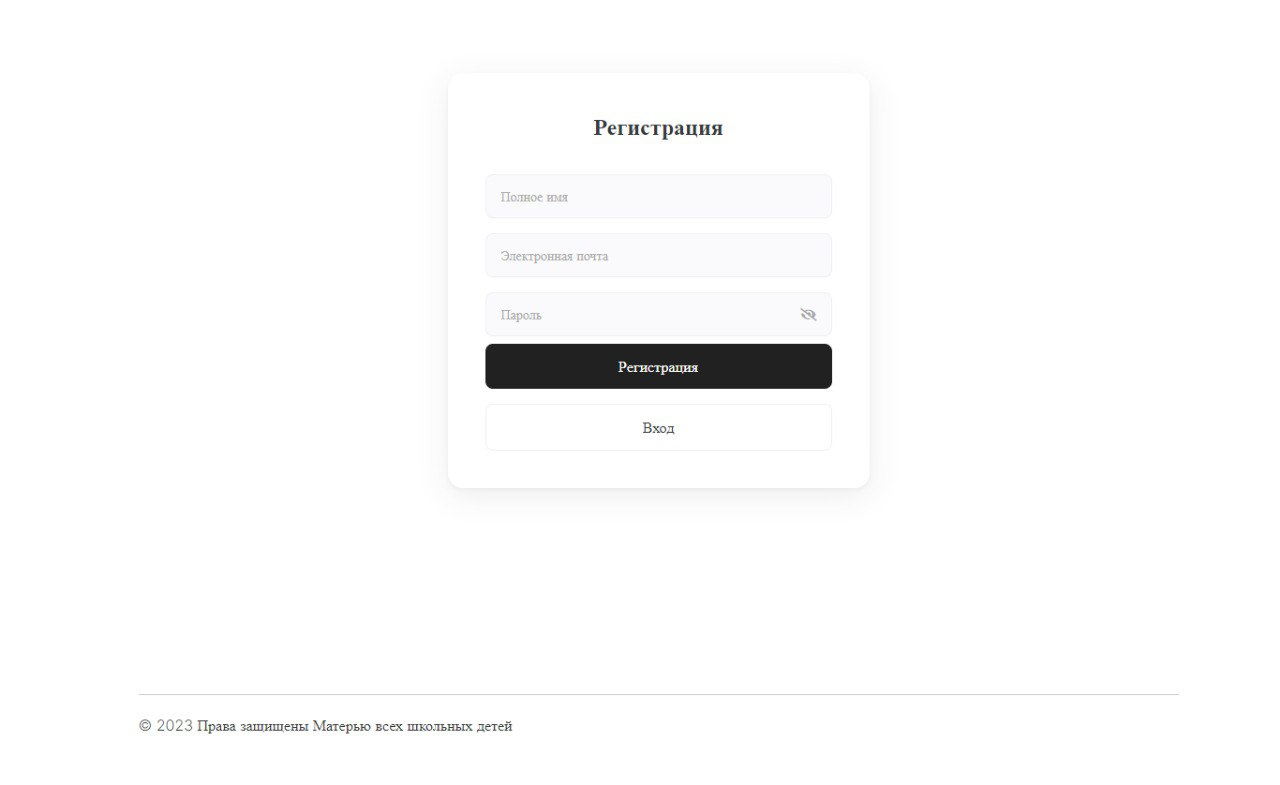 Регистрация
Полное имя
Электронная почта
Пароль
Регистрация
Вход
© 2023 Права защищены Матерью всех школьных детей